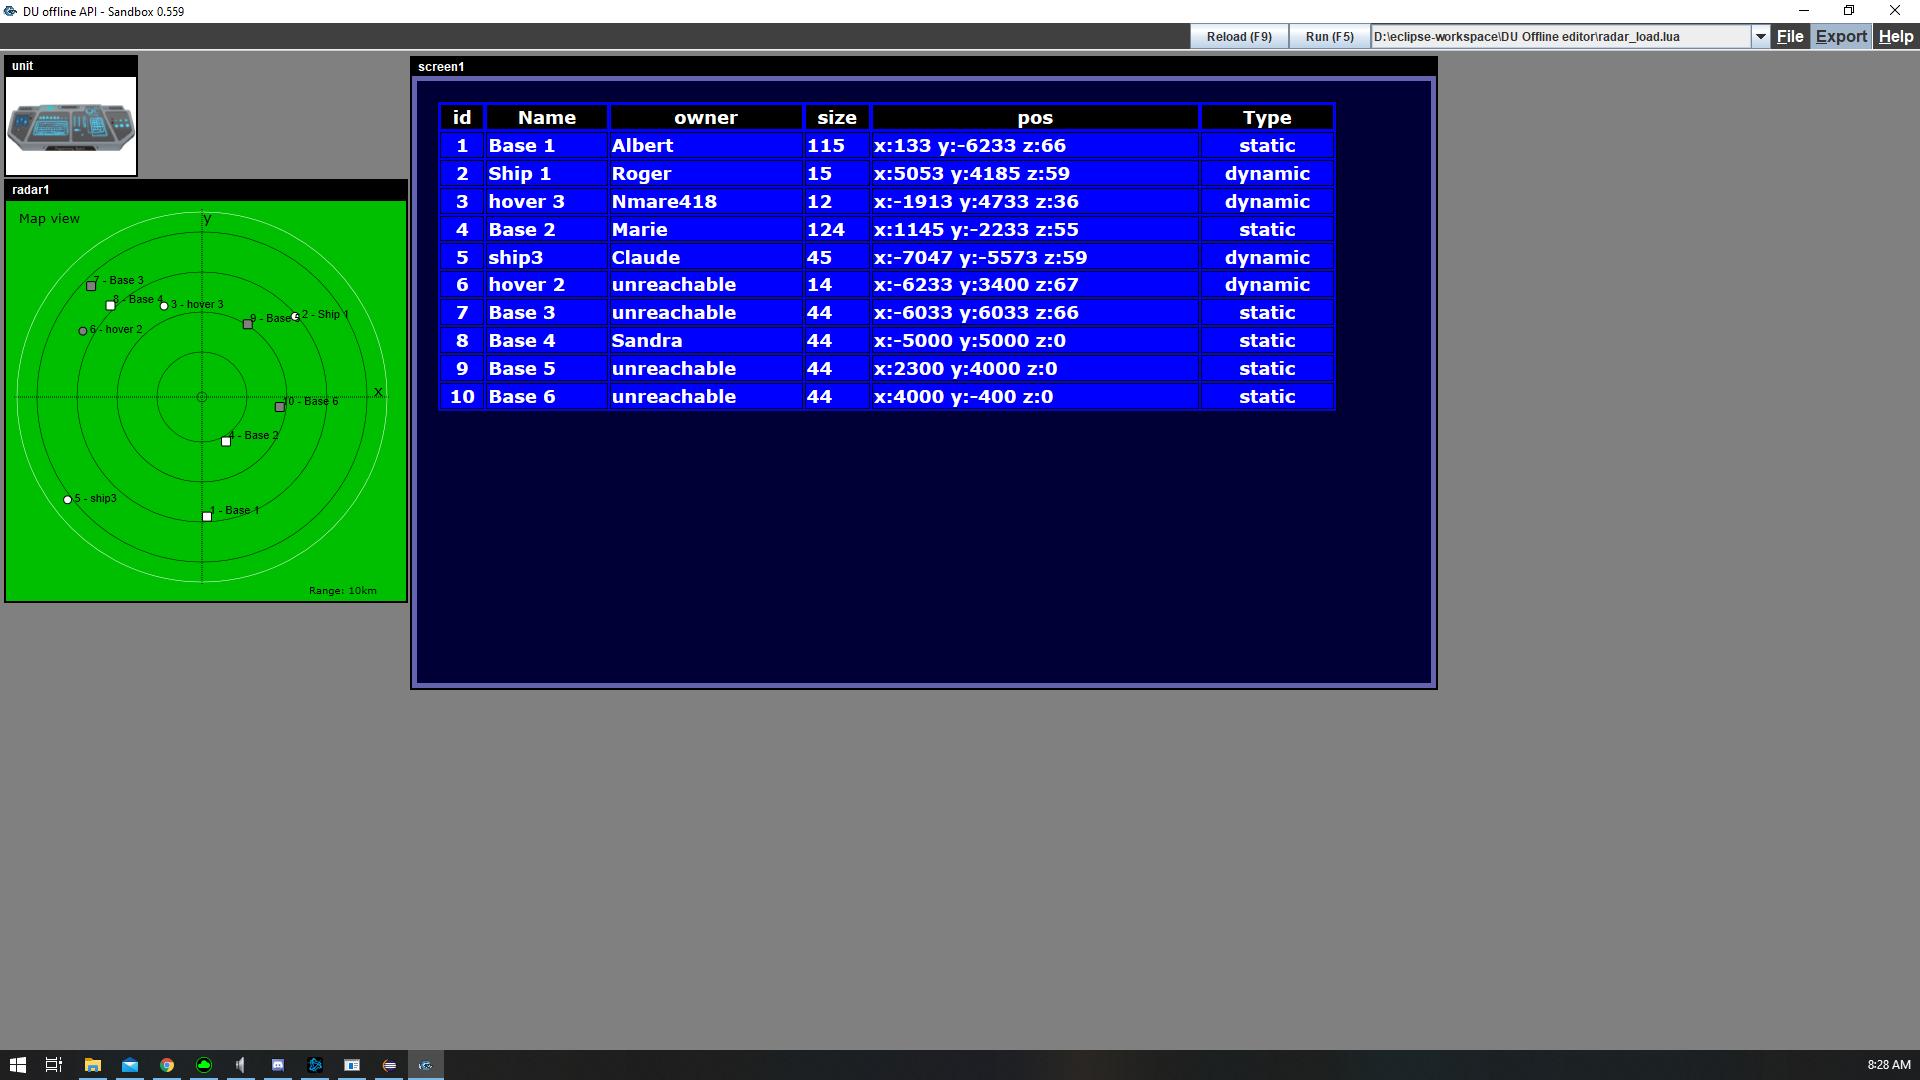 DU offline API - Sandbox 0.559
Reload (F9) Run (F5) D:\eclipse-workspace\DU Offline editor\radar_load.lua File Export Help
unit
radar1
Map view
y
x
7 - Base 3
8 - Base 4
3 - hover 3
6 - hover 2
9 - Base 5
2 - Ship 1
10 - Base 6
4 - Base 2
5 - ship3
1 - Base 1
Range: 10km
screen1
id Name owner size pos Type
1 Base 1 Albert 115 x:133 y:-6233 z:66 static
2 Ship 1 Roger 15 x:5053 y:4185 z:59 dynamic
3 hover 3 Nmare418 12 x:-1913 y:4733 z:36 dynamic
4 Base 2 Marie 124 x:1145 y:-2233 z:55 static
5 ship3 Claude 45 x:-7047 y:-5573 z:59 dynamic
6 hover 2 unreachable 14 x:-6233 y:3400 z:67 dynamic
7 Base 3 unreachable 44 x:-6033 y:6033 z:66 static
8 Base 4 Sandra 44 x:-5000 y:5000 z:0 static
9 Base 5 unreachable 44 x:2300 y:4000 z:0 static
10 Base 6 unreachable 44 x:4000 y:-400 z:0 static
8:28 AM